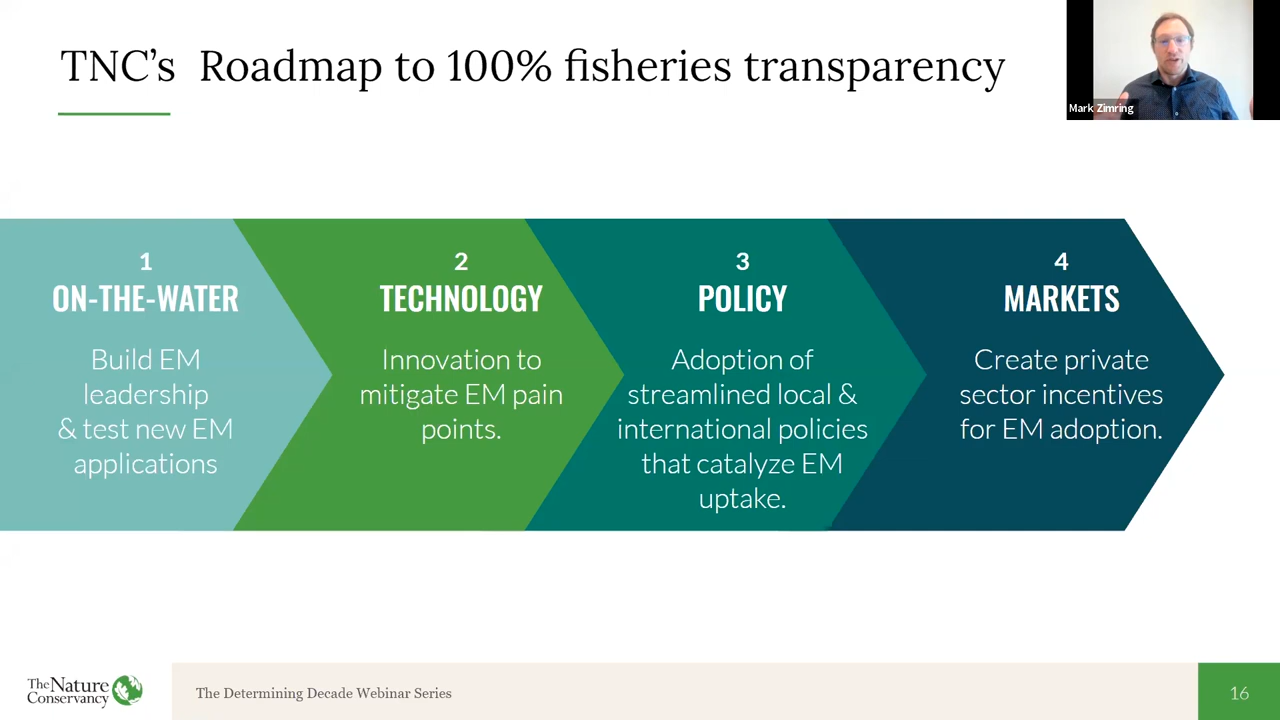 TNC's Roadmap to 100% fisheries transparency
Mark Zimring
1
ON-THE-WATER
Build EM
leadership
& test new EM
applications
2
TECHNOLOGY
Innovation to
mitigate EM pain
points.
3
POLICY
Adoption of
streamlined local &
international policies
that catalyze EM
uptake.
4
MARKETS
Create private
sector incentives
for EM adoption.
The Nature
Conservancy
The Determining Decade Webinar Series
16